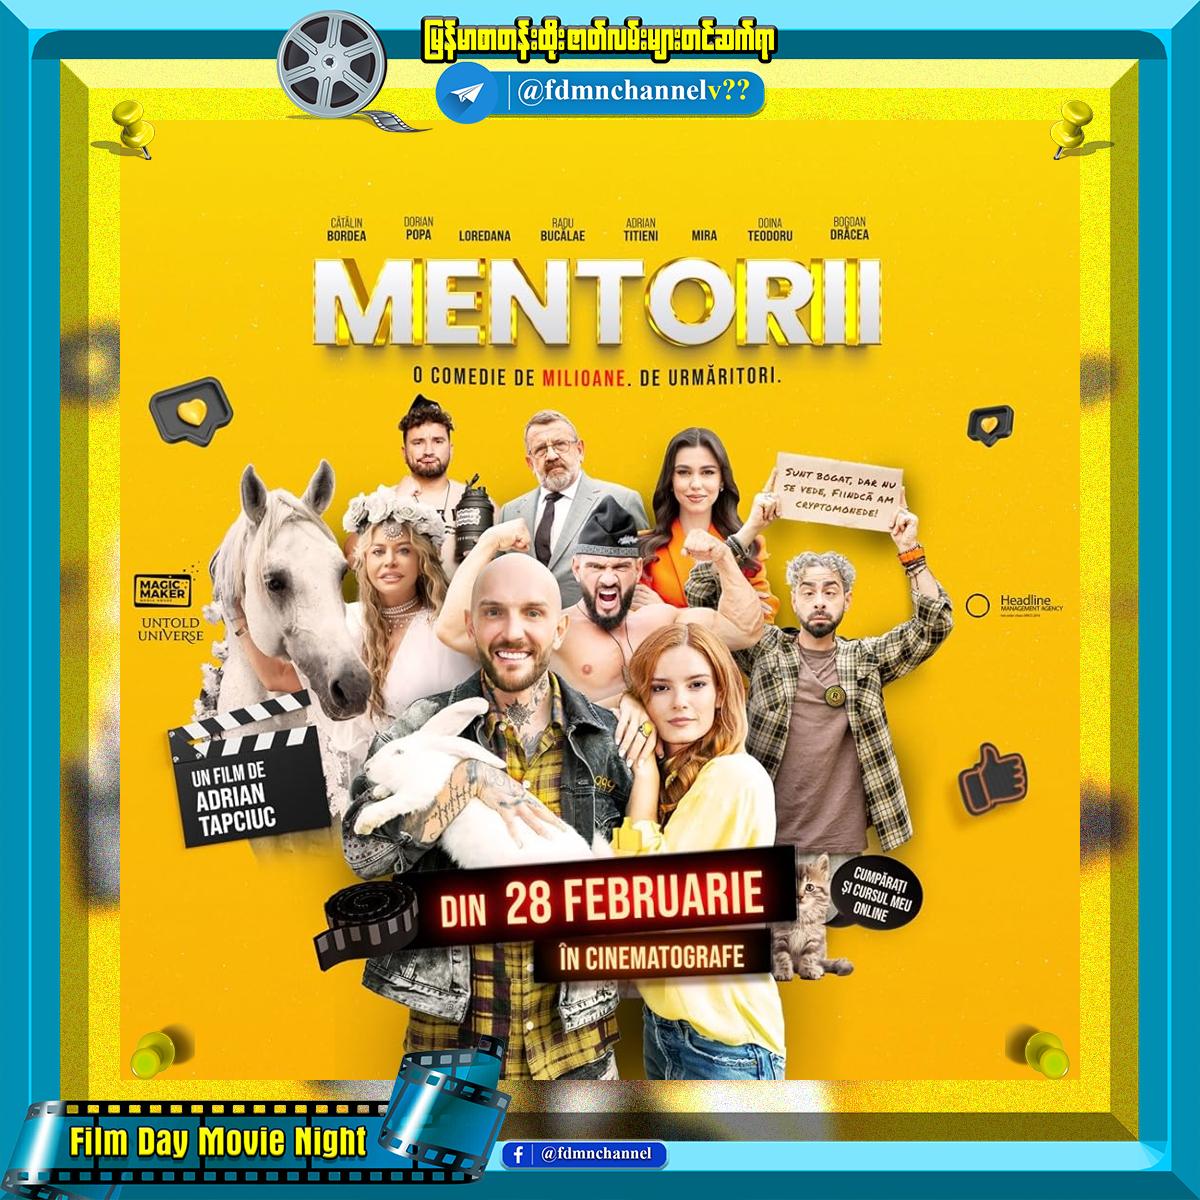 မြန်မာစာတန်းထိုး ဇာတ်လမ်းများတင်ဆက်ရာ
@fdmnchannelv??
CĂTĂLIN BORDEA
DORIAN POPA
LOREDANA
RADU BUCĂLAE
ADRIAN TITIENI
MIRA
DOINA TEODORU
BOGDAN DRĂCEA
MENTORII
O COMEDIE DE MILIOANE. DE URMĂRITORI.
SUNT BOGAT, DAR NU
SE VEDE, FIINDCĂ AM
CRYPTOMONEDE!
MAGIC
MAKER
UNTOLD
UNIVERSE
Headline
MANAGEMENT AGENCY
999
UN FILM DE
ADRIAN
TAPCIUC
DIN 28 FEBRUARIE
ÎN CINEMATOGRAFE
CUMPĂRAȚI
ȘI CURSUL MEU
ONLINE
Film Day Movie Night
@fdmnchannel